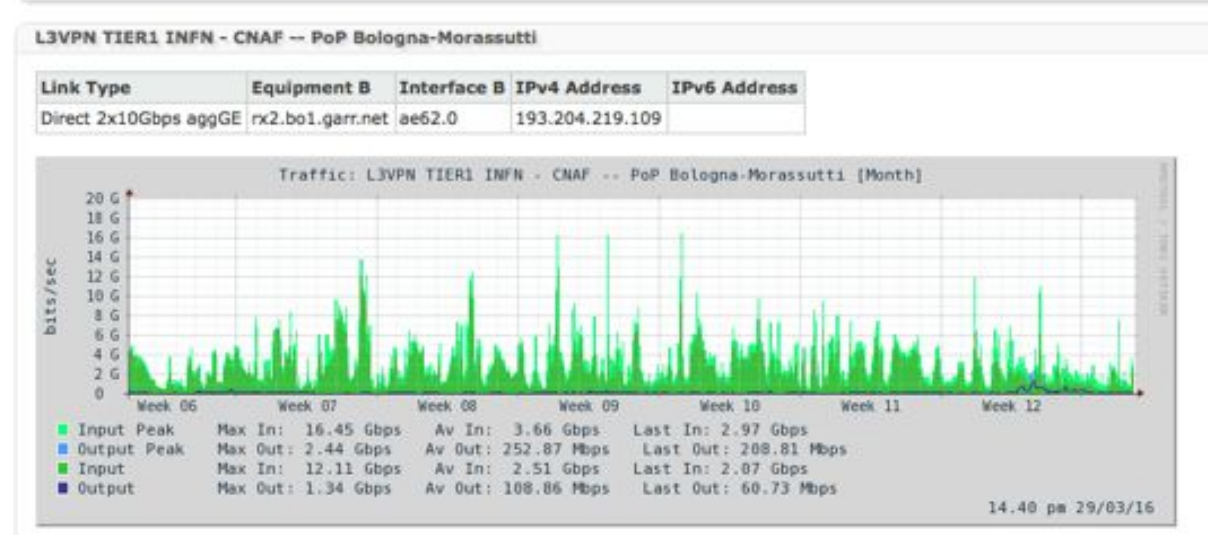 L3VPN TIER1 INFN - CNAF -- PoP Bologna-Morassutti
Link Type Equipment B Interface B IPv4 Address IPv6 Address
Direct 2x10Gbps aggGE rx2.bo1.garr.net ae62.0 193.204.219.109
Traffic: L3VPN TIER1 INFN - CNAF -- PoP Bologna-Morassutti [Month]
bits/sec
20 G
18 G
16 G
14 G
12 G
10 G
8 G
6 G
4 G
2 G
0
Week 06 Week 07 Week 08 Week 09 Week 10 Week 11 Week 12
Input Peak Max In: 16.45 Gbps Av In: 3.66 Gbps Last In: 2.97 Gbps
Output Peak Max Out: 2.44 Gbps Av Out: 252.87 Mbps Last Out: 208.81 Mbps
Input Max In: 12.11 Gbps Av In: 2.51 Gbps Last In: 2.07 Gbps
Output Max Out: 1.34 Gbps Av Out: 108.86 Mbps Last Out: 60.73 Mbps
14.40 pm 29/03/16